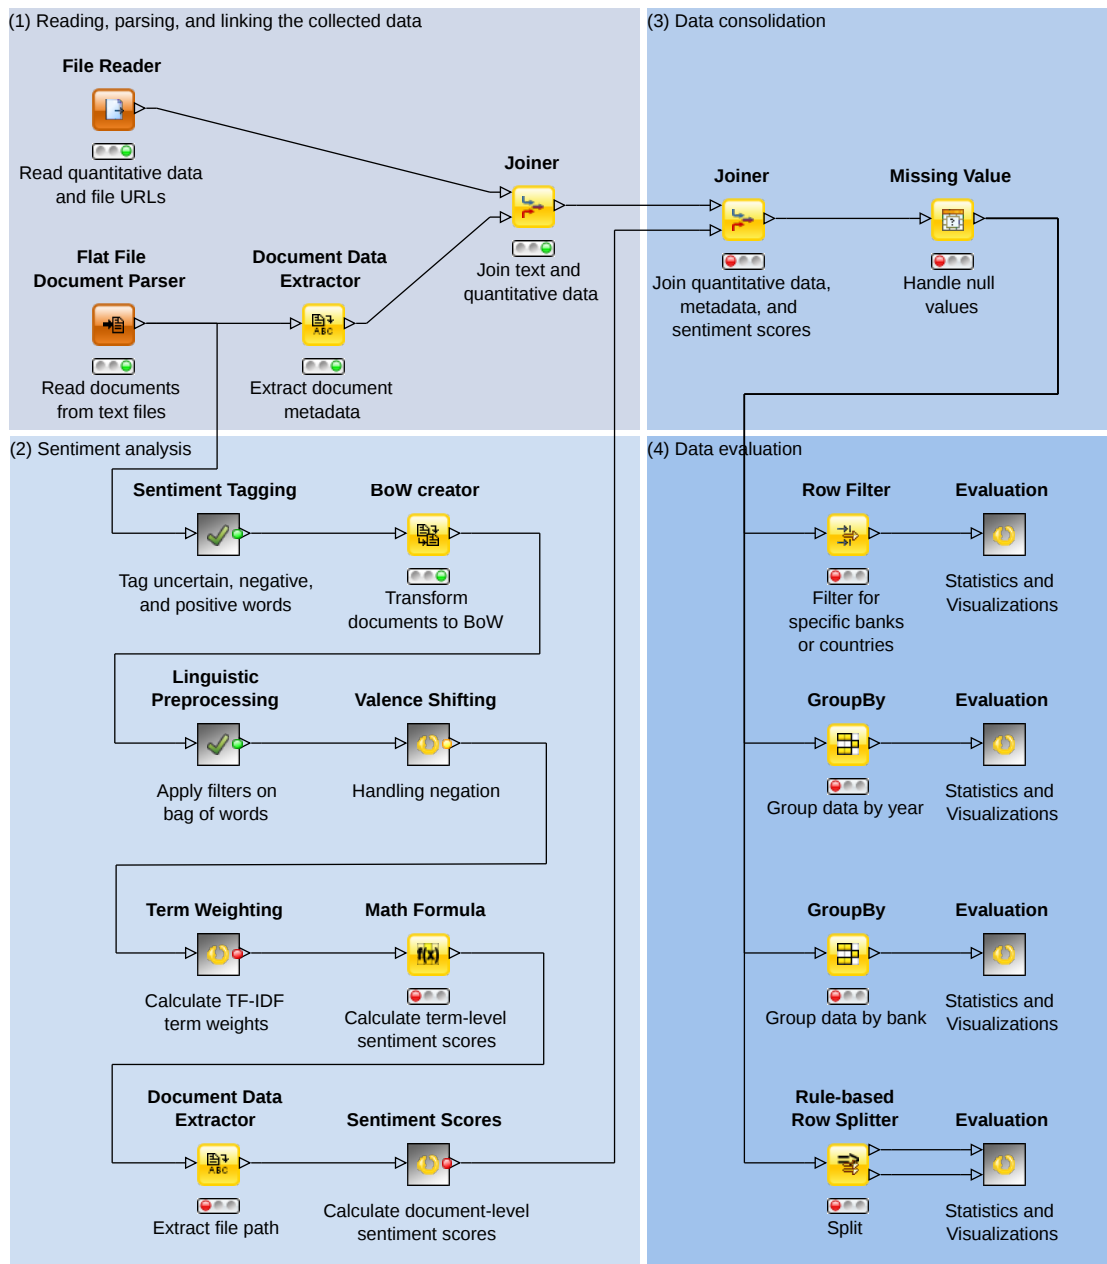 (1) Reading, parsing, and linking the collected data
File Reader
Read quantitative data
and file URLs
Flat File
Document Parser
Read documents
from text files
Document Data
Extractor
ABC
Extract document
metadata
Joiner
Join text and
quantitative data
(3) Data consolidation
Joiner
Join quantitative data,
metadata, and
sentiment scores
Missing Value
?
Handle null
values
(2) Sentiment analysis
Sentiment Tagging
Tag uncertain, negative,
and positive words
BoW creator
Transform
documents to BoW
Linguistic
Preprocessing
Apply filters on
bag of words
Valence Shifting
Handling negation
Term Weighting
Calculate TF-IDF
term weights
Math Formula
f(x)
Calculate term-level
sentiment scores
Document Data
Extractor
ABC
Extract file path
Sentiment Scores
Calculate document-level
sentiment scores
(4) Data evaluation
Row Filter
Filter for
specific banks
or countries
Evaluation
Statistics and
Visualizations
GroupBy
Group data by year
Evaluation
Statistics and
Visualizations
GroupBy
Group data by bank
Evaluation
Statistics and
Visualizations
Rule-based
Row Splitter
Split
Evaluation
Statistics and
Visualizations